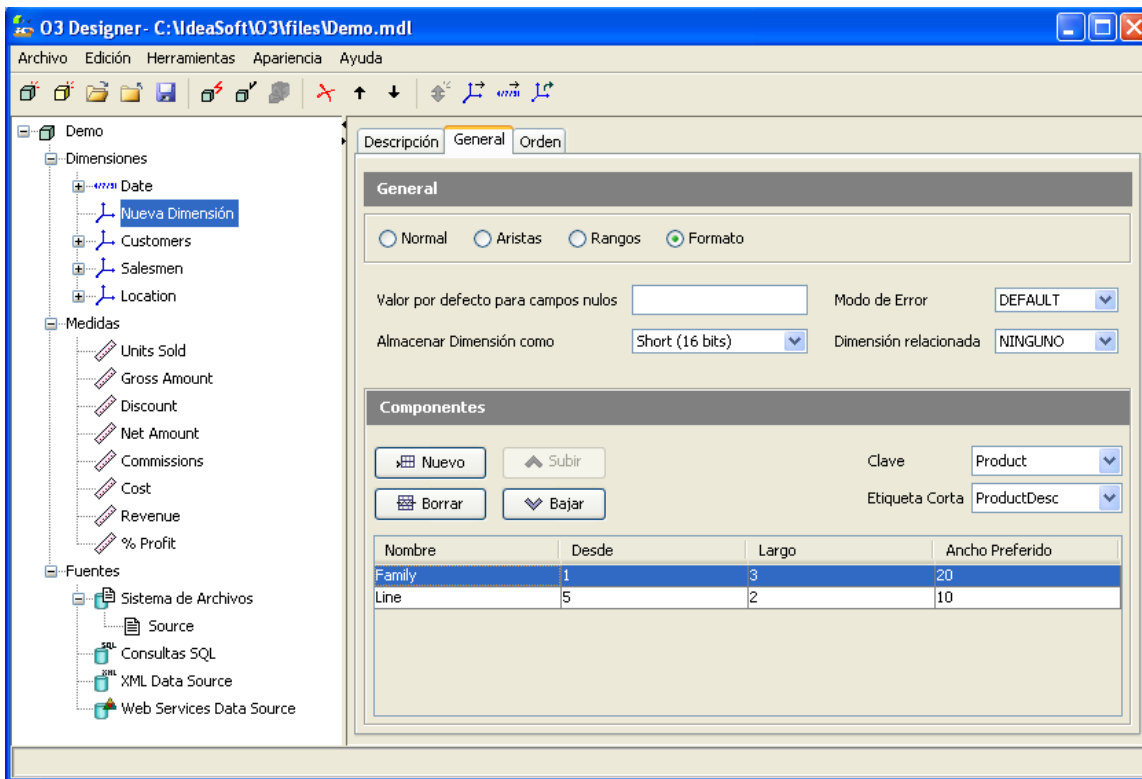 O3 Designer - C:\IdeaSoft\O3\files\Demo.mdl
Archivo Edición Herramientas Apariencia Ayuda
Demo
Dimensiones
Date
Nueva Dimensión
Customers
Salesmen
Location
Medidas
Units Sold
Gross Amount
Discount
Net Amount
Commissions
Cost
Revenue
% Profit
Fuentes
Sistema de Archivos
Source
SQL
Consultas SQL
XML
XML Data Source
Web Services Data Source
Descripción General Orden
General
Normal Aristas Rangos Formato
Valor por defecto para campos nulos Modo de Error DEFAULT
Almacenar Dimensión como Short (16 bits) Dimensión relacionada NINGUNO
Componentes
Nuevo Subir Clave Product
Borrar Bajar Etiqueta Corta ProductDesc
Nombre Desde Largo Ancho Preferido
Family 1 3 20
Line 5 2 10